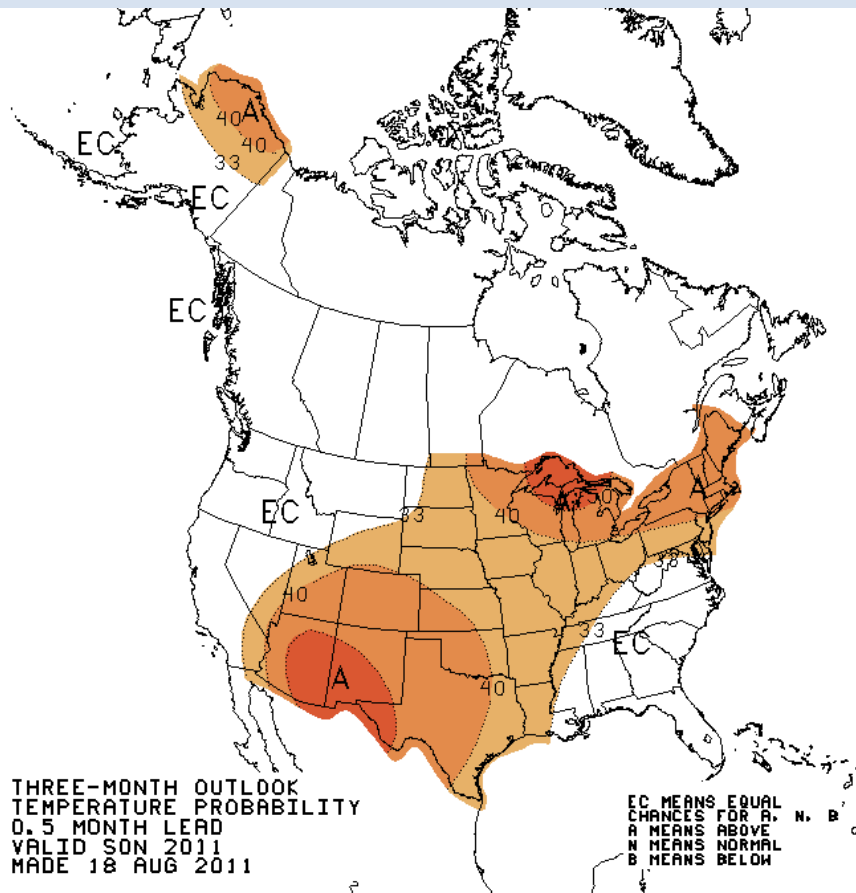 A
40
EC
40
33
EC
EC
A
A
50
EC
33
40
33
40
33
EC
A
40
THREE-MONTH OUTLOOK
TEMPERATURE PROBABILITY
0.5 MONTH LEAD
VALID SON 2011
MADE 18 AUG 2011
EC MEANS EQUAL
CHANCES FOR A, N, B
A MEANS ABOVE
N MEANS NORMAL
B MEANS BELOW